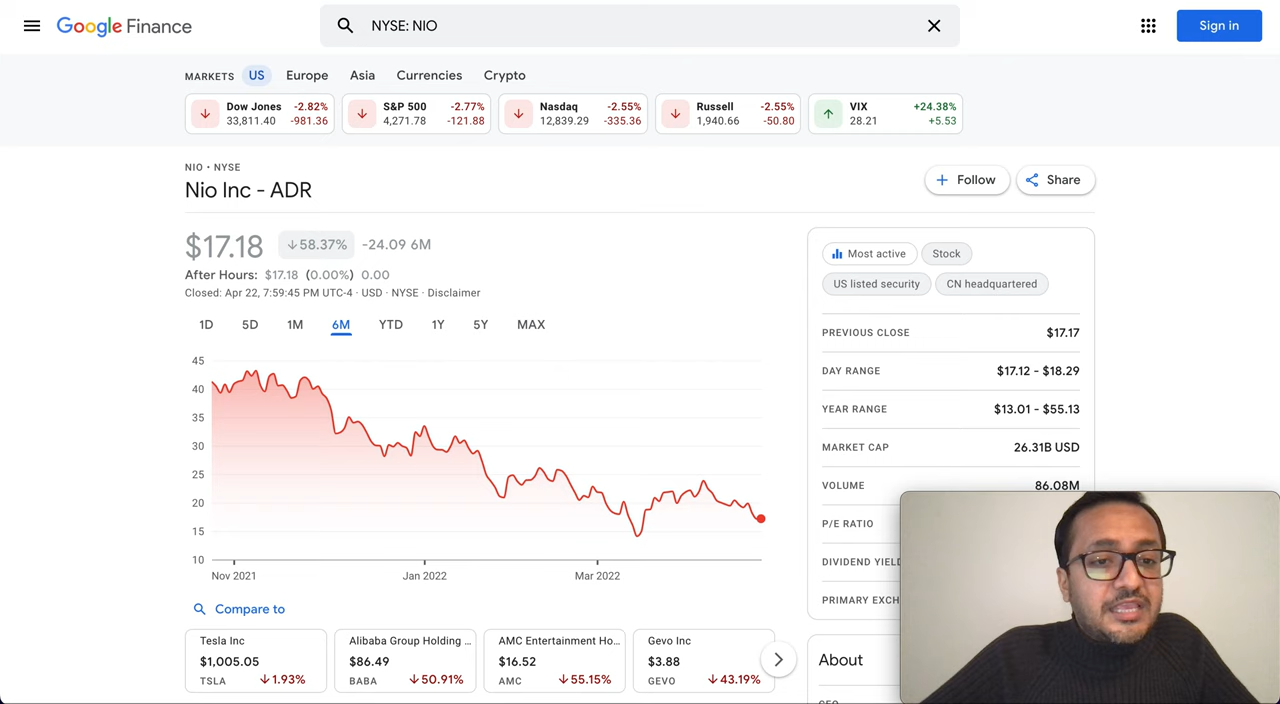 Google Finance
NYSE: NIO
Sign in
MARKETS US Europe Asia Currencies Crypto
Dow Jones -2.82%
33,811.40 -981.36
S&P 500 -2.77%
4,271.78 -121.88
Nasdaq -2.55%
12,839.29 -335.36
Russell -2.55%
1,940.66 -50.80
VIX +24.38%
28.21 +5.53
NIO • NYSE
Nio Inc - ADR
Follow
Share
$17.18 ↓58.37% -24.09 6M
After Hours: $17.18 (0.00%) 0.00
Closed: Apr 22, 7:59:45 PM UTC-4 · USD · NYSE · Disclaimer
1D 5D 1M 6M YTD 1Y 5Y MAX
45
40
35
30
25
20
15
10
Nov 2021 Jan 2022 Mar 2022
Compare to
Tesla Inc
$1,005.05
TSLA ↓1.93%
Alibaba Group Holding ...
$86.49
BABA ↓50.91%
AMC Entertainment Ho...
$16.52
AMC ↓55.15%
Gevo Inc
$3.88
GEVO ↓43.19%
Most active Stock
US listed security CN headquartered
PREVIOUS CLOSE $17.17
DAY RANGE $17.12 - $18.29
YEAR RANGE $13.01 - $55.13
MARKET CAP 26.31B USD
VOLUME 86.08M
P/E RATIO
DIVIDEND YIELD
PRIMARY EXCH
About